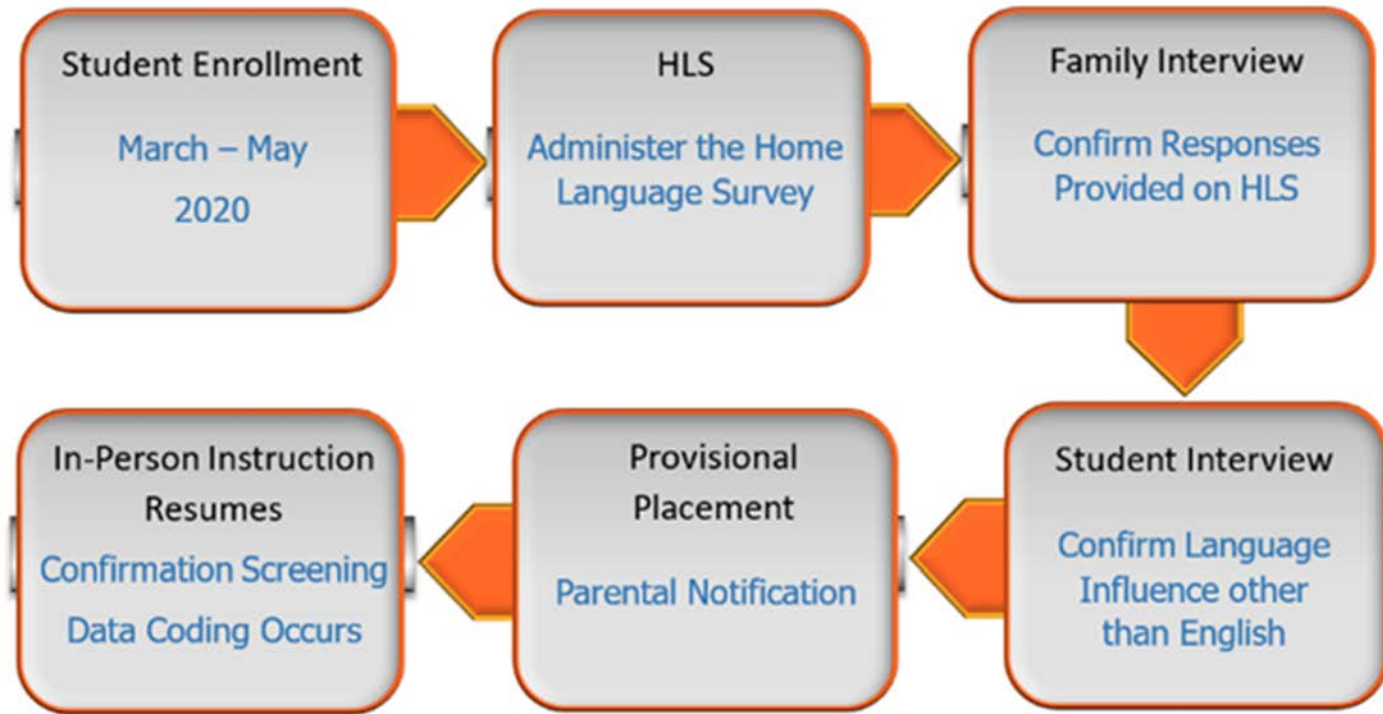 Student Enrollment
March – May
2020
HLS
Administer the Home
Language Survey
Family Interview
Confirm Responses
Provided on HLS
Student Interview
Confirm Language
Influence other
than English
Provisional
Placement
Parental Notification
In-Person Instruction
Resumes
Confirmation Screening
Data Coding Occurs